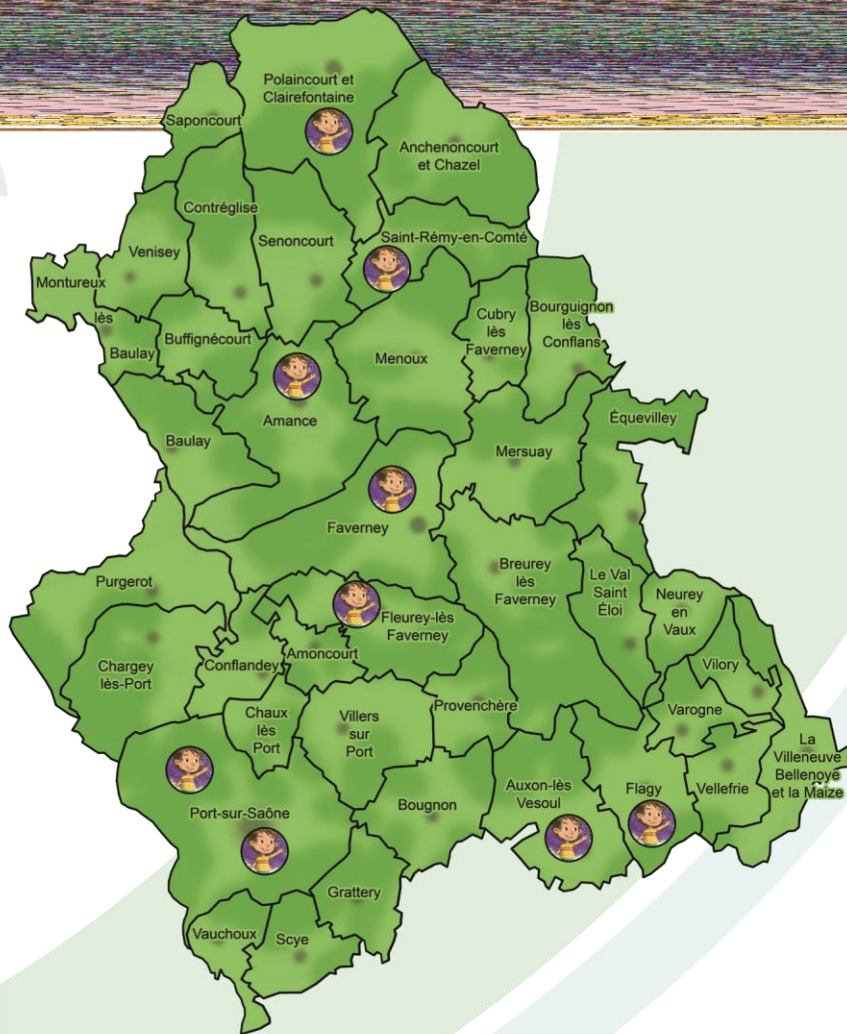 Polaincourt et
Clairefontaine
Saponcourt
Anchenoncourt
et Chazel
Contréglise
Senoncourt
Saint-Rémy-en-Comté
Venisey
Montureux
lès
Baulay
Buffignécourt
Menoux
Cubry
lès
Faverney
Bourguignon
lès
Conflans
Amance
Équevilley
Baulay
Mersuay
Faverney
Breurey
lès
Faverney
Le Val
Saint
Éloi
Neurey
en
Vaux
Purgerot
Fleurey-lès
Faverney
Chargey
lès-Port
Conflandey
Amoncourt
Vilory
Provenchère
Varogne
Chaux
lès
Port
Villers
sur
Port
La
Villeneuve
Bellenoye
et la Maize
Auxon-lès
Vesoul
Flagy
Vellefrie
Port-sur-Saône
Bougnon
Grattery
Vauchoux
Scye